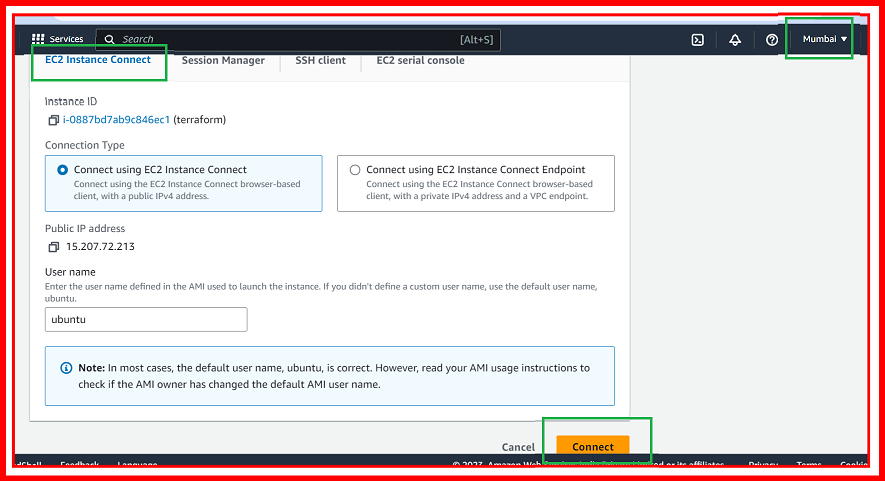 Services
Search
[Alt+S]
Mumbai
EC2 Instance Connect
Session Manager
SSH client
EC2 serial console
Instance ID
i-0887bd7ab9c846ec1 (terraform)
Connection Type
Connect using EC2 Instance Connect
Connect using the EC2 Instance Connect browser-based
client, with a public IPv4 address.
Connect using EC2 Instance Connect Endpoint
Connect using the EC2 Instance Connect browser-based
client, with a private IPv4 address and a VPC endpoint.
Public IP address
15.207.72.213
User name
Enter the user name defined in the AMI used to launch the instance. If you didn't define a custom user name, use the default user name,
ubuntu.
ubuntu
Note: In most cases, the default user name, ubuntu, is correct. However, read your AMI usage instructions to
check if the AMI owner has changed the default AMI user name.
Cancel
Connect
Feedback
Language
© 2023, Amazon Web or its affiliates.
Privacy
Terms
Cookie